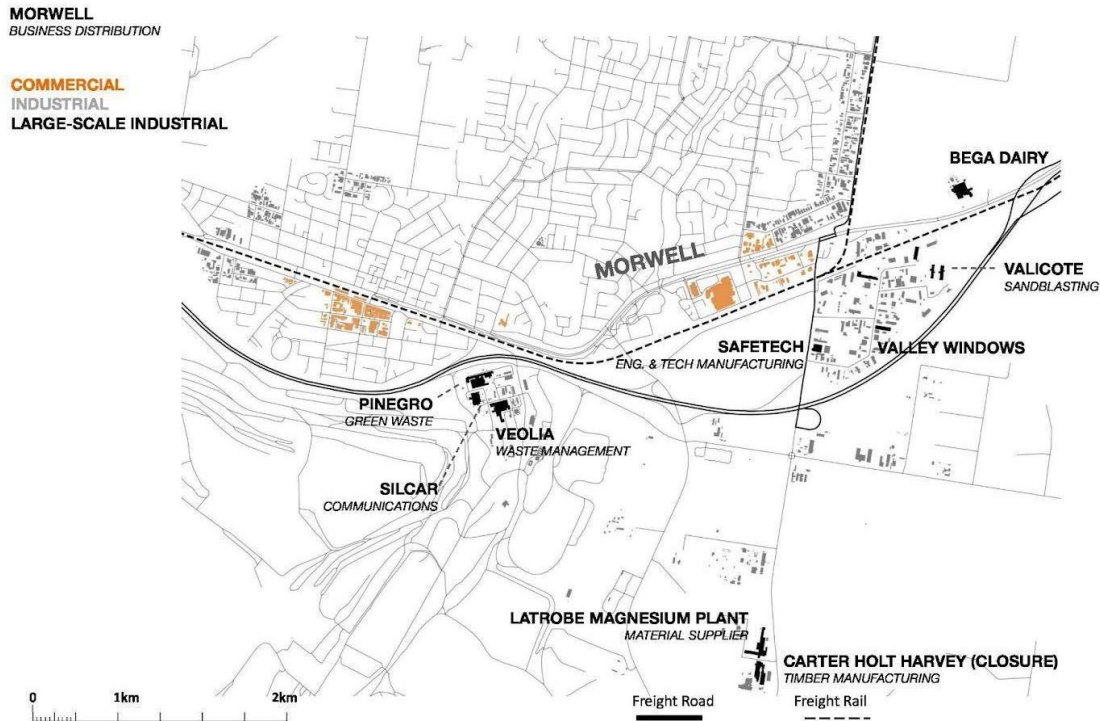 MORWELL
BUSINESS DISTRIBUTION
COMMERCIAL
INDUSTRIAL
LARGE-SCALE INDUSTRIAL
BEGA DAIRY
MORWELL
VALICOTE
SANDBLASTING
SAFETECH
ENG. & TECH MANUFACTURING
VALLEY WINDOWS
PINEGRO
GREEN WASTE
VEOLIA
WASTE MANAGEMENT
SILCAR
COMMUNICATIONS
LATROBE MAGNESIUM PLANT
MATERIAL SUPPLIER
CARTER HOLT HARVEY (CLOSURE)
TIMBER MANUFACTURING
0 1km 2km
Freight Road Freight Rail